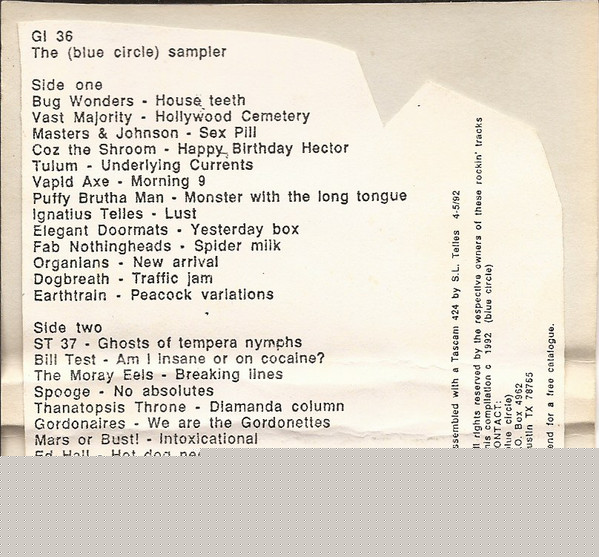 GI 36
The (blue circle) sampler
Side one
Bug Wonders - House teeth
Vast Majority - Hollywood Cemetery
Masters & Johnson - Sex Pill
Coz the Shroom - Happy Birthday Hector
Tulum - Underlying Currents
Vapid Axe - Morning 9
Puffy Brutha Man - Monster with the long tongue
Ignatius Telles - Lust
Elegant Doormats - Yesterday box
Fab Nothingheads - Spider milk
Organians - New arrival
Dogbreath - Traffic jam
Earthtrain - Peacock variations
Side two
ST 37 - Ghosts of tempera nymphs
Bill Test - Am I insane or on cocaine?
The Moray Eels - Breaking lines
Spooge - No absolutes
Thanatopsis Throne - Diamanda column
Gordonaires - We are the Gordonettes
Mars or Bust! - Intoxicational
Ed Hall - Hot dog
ssembled with a Tascam 424 by S.L. Telles 4-5/92
ll rights reserved by the respective owners of these rockin' tracks
his compilation c 1992 (blue circle)
ONTACT:
lue circle)
.O. Box 4962
ustin TX 78765
end for a free catalogue.